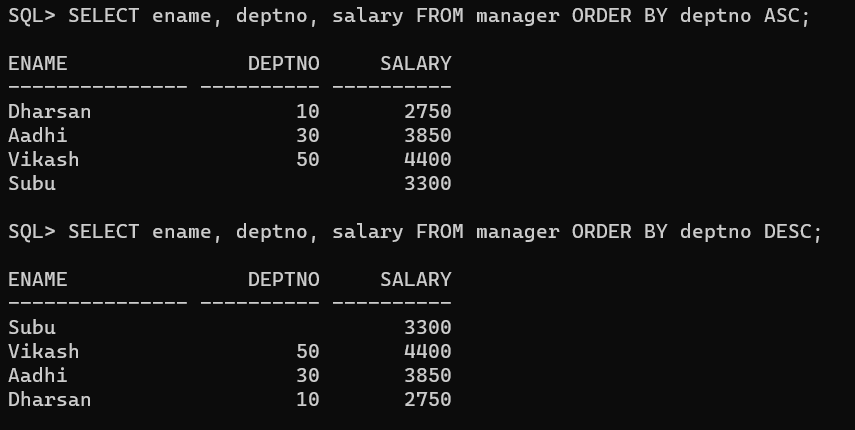 SQL> SELECT ename, deptno, salary FROM manager ORDER BY deptno ASC;
ENAME               DEPTNO     SALARY
--------------- ---------- ----------
Dharsan                 10       2750
Aadhi                   30       3850
Vikash                  50       4400
Subu                             3300
SQL> SELECT ename, deptno, salary FROM manager ORDER BY deptno DESC;
ENAME               DEPTNO     SALARY
--------------- ---------- ----------
Subu                             3300
Vikash                  50       4400
Aadhi                   30       3850
Dharsan                 10       2750